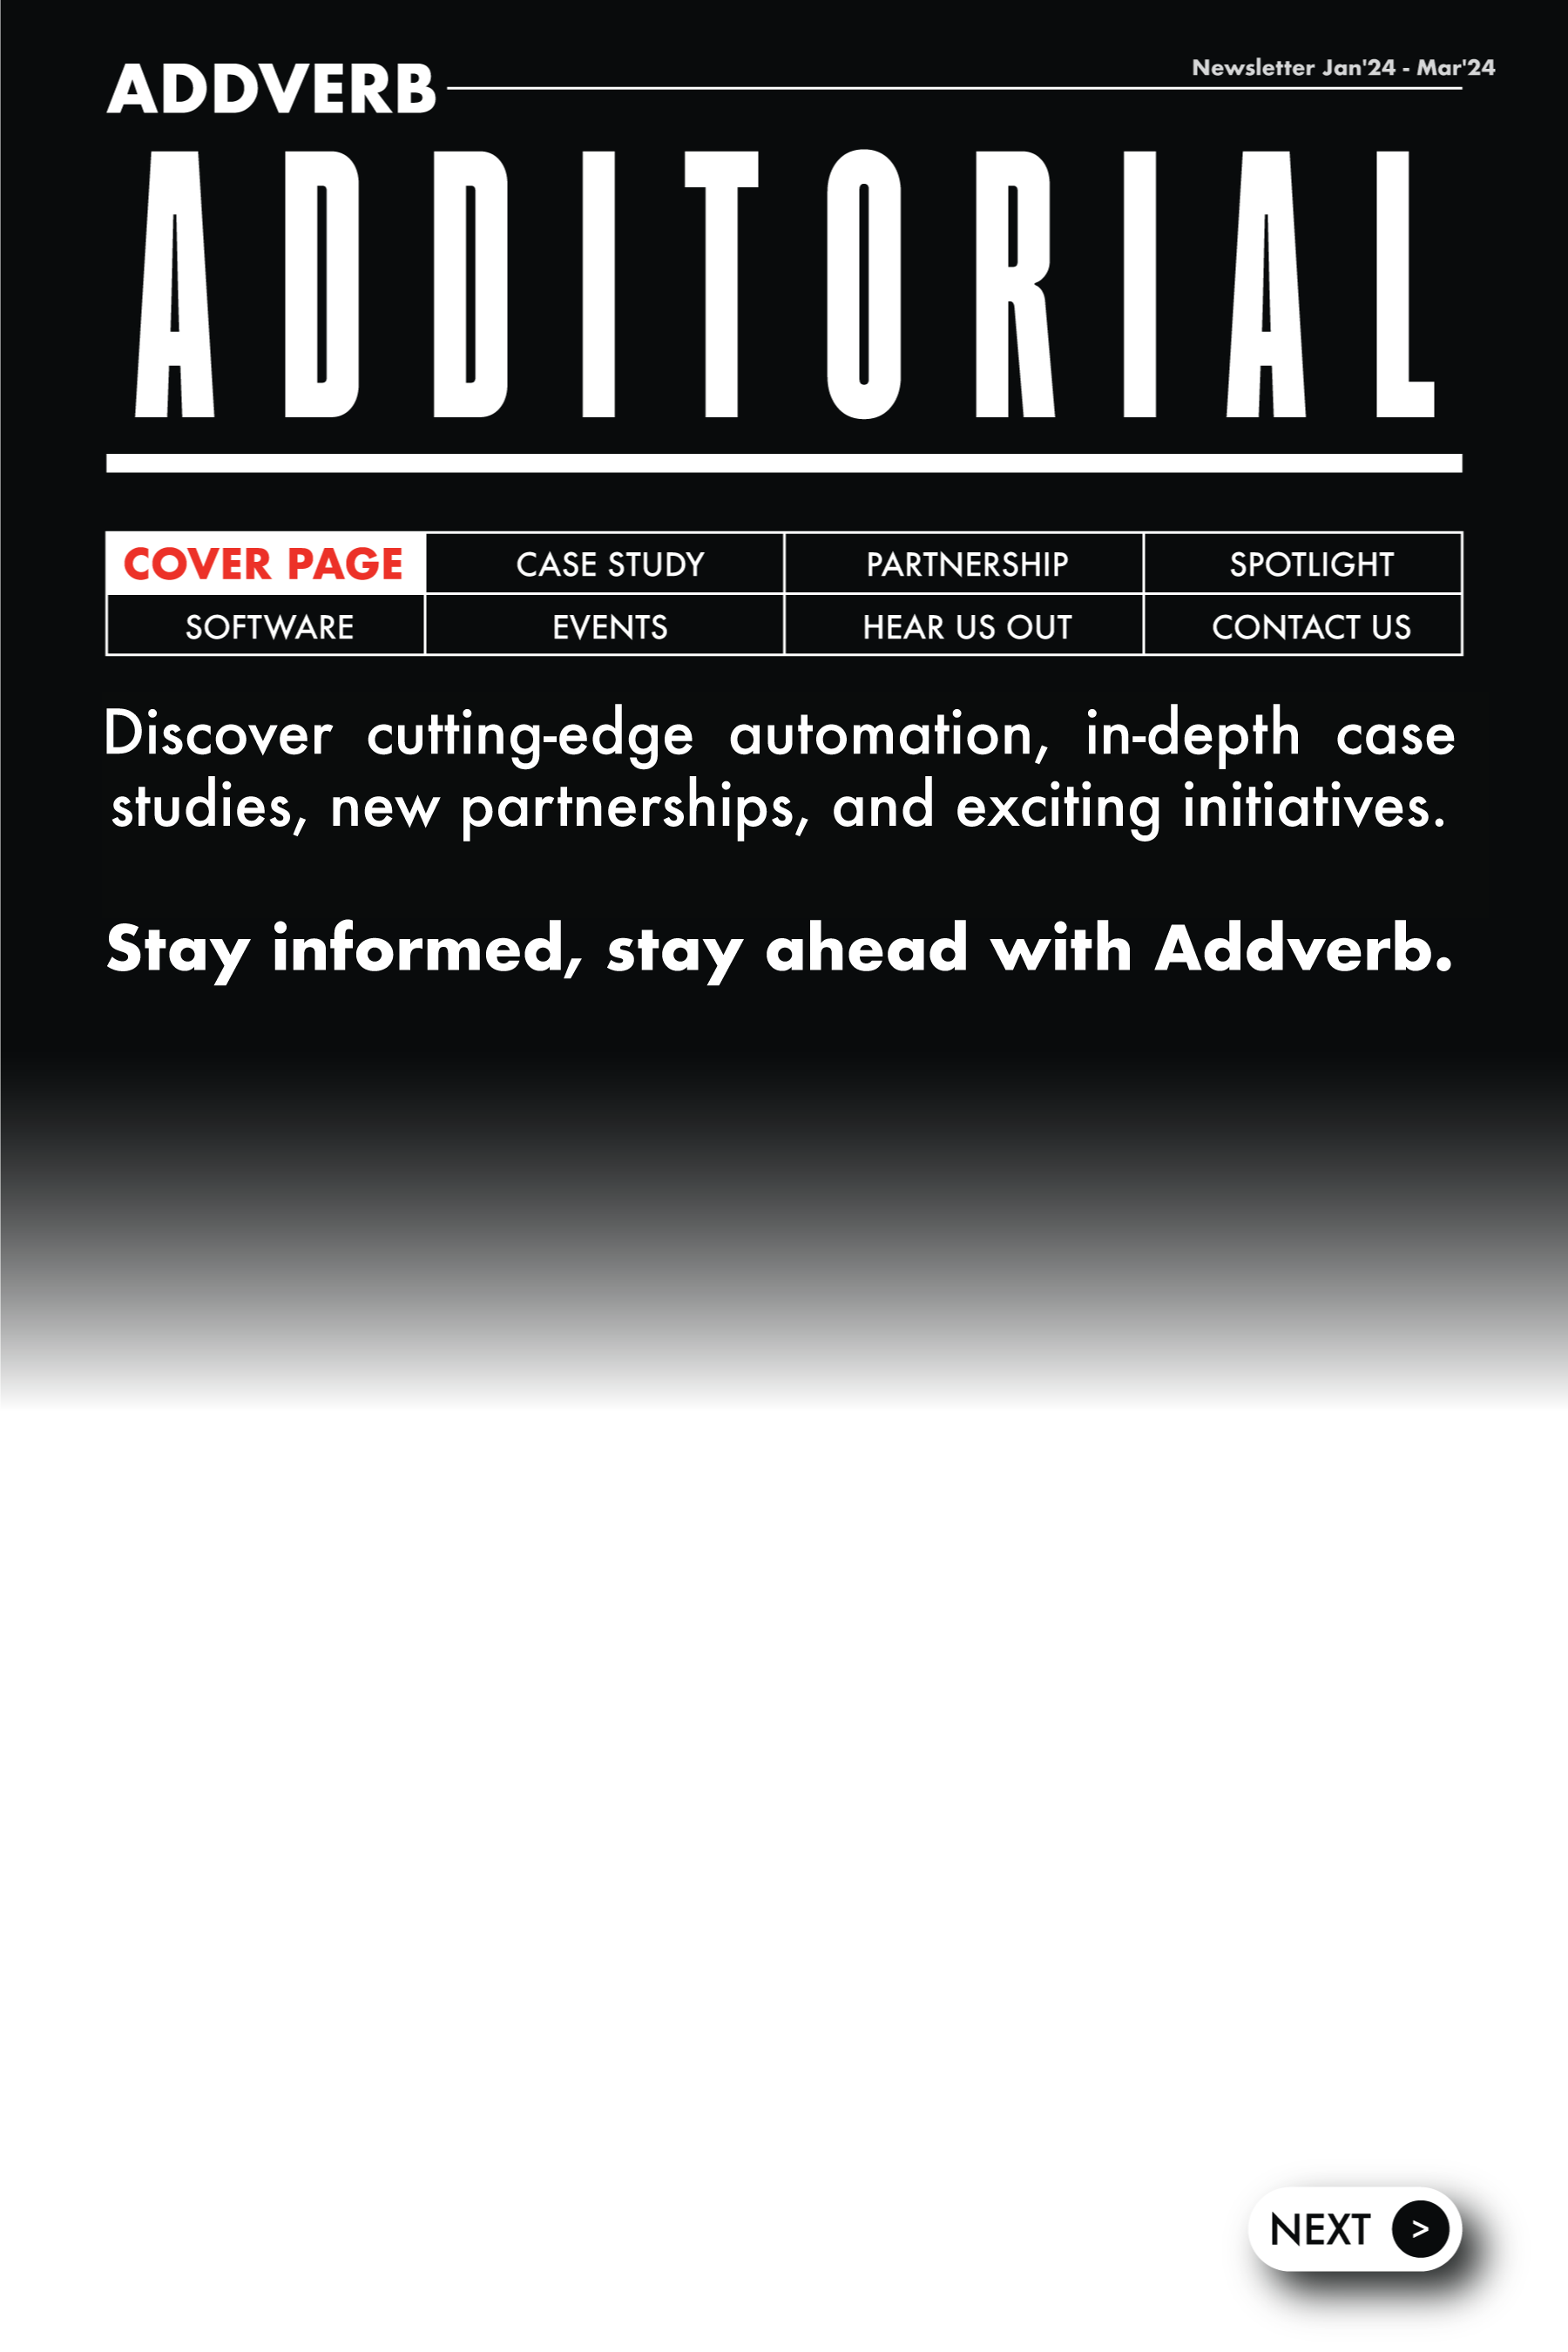 ADDVERB
Newsletter Jan'24 - Mar'24
ADDITORIAL
COVER PAGE CASE STUDY PARTNERSHIP SPOTLIGHT
SOFTWARE EVENTS HEAR US OUT CONTACT US
Discover cutting-edge automation, in-depth case
studies, new partnerships, and exciting initiatives.
Stay informed, stay ahead with Addverb.
NEXT >